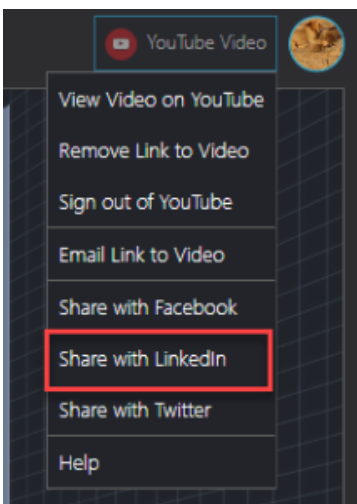 YouTube Video
View Video on YouTube
Remove Link to Video
Sign out of YouTube
Email Link to Video
Share with Facebook
Share with LinkedIn
Share with Twitter
Help